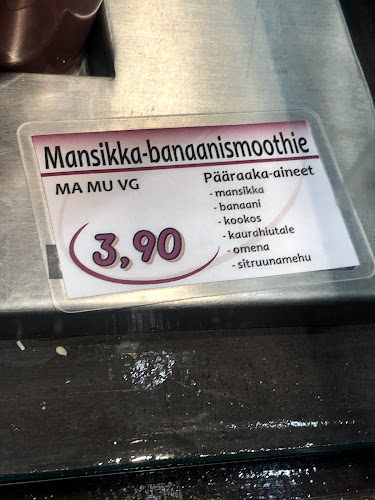 Mansikka-banaanismoothie
MA MU VG
3,90
Pääraaka-aineet
- mansikka
- banaani
- kookos
- kaurahiutale
- omena
- sitruunamehu